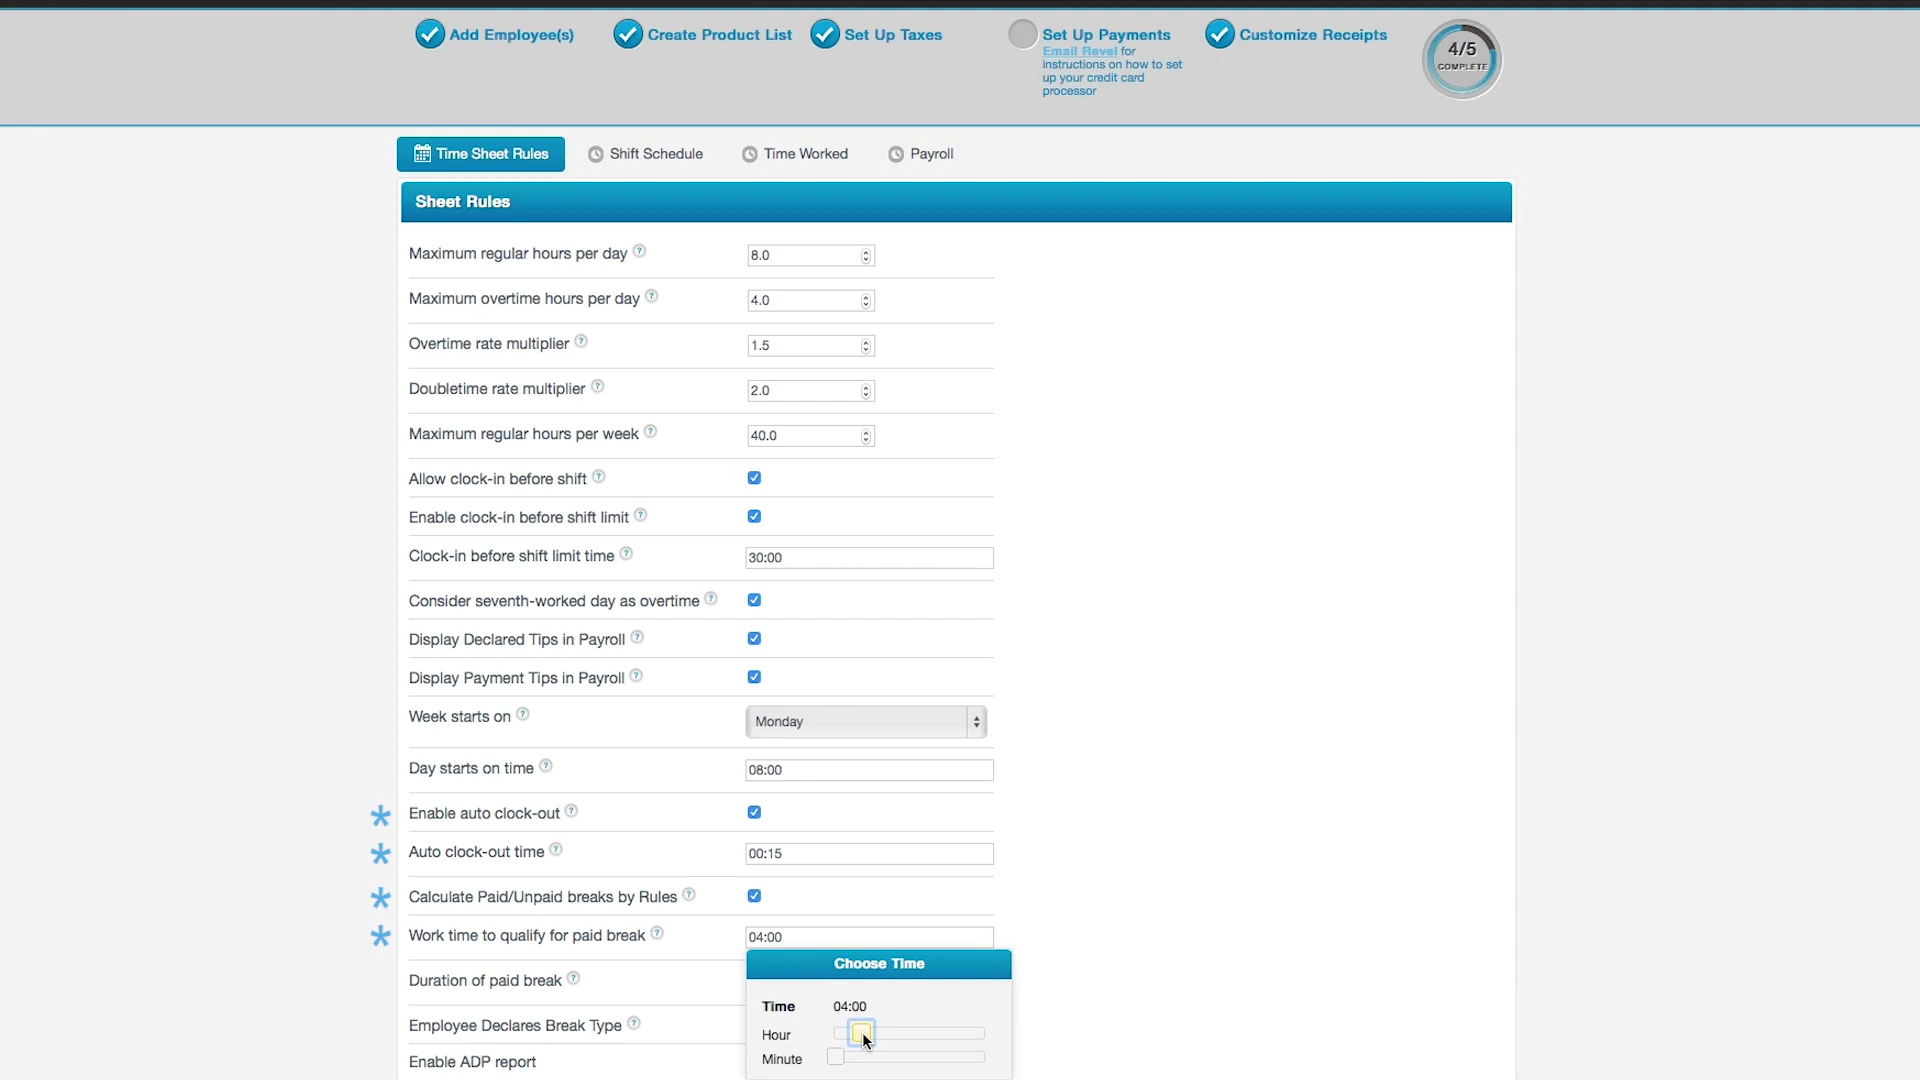 Add Employee(s)
Create Product List
Set Up Taxes
Set Up Payments
Email Revel for
instructions on how to set
up your credit card
processor
Customize Receipts
4/5
COMPLETE
Time Sheet Rules
Shift Schedule
Time Worked
Payroll
Sheet Rules
Maximum regular hours per day ? 8.0
Maximum overtime hours per day ? 4.0
Overtime rate multiplier ? 1.5
Doubletime rate multiplier ? 2.0
Maximum regular hours per week ? 40.0
Allow clock-in before shift ?
Enable clock-in before shift limit ?
Clock-in before shift limit time ? 30:00
Consider seventh-worked day as overtime ?
Display Declared Tips in Payroll ?
Display Payment Tips in Payroll ?
Week starts on ? Monday
Day starts on time ? 08:00
* Enable auto clock-out ?
* Auto clock-out time ? 00:15
* Calculate Paid/Unpaid breaks by Rules ?
* Work time to qualify for paid break ? 04:00
Duration of paid break ?
Employee Declares Break Type ?
Enable ADP report
Choose Time
Time 04:00
Hour
Minute